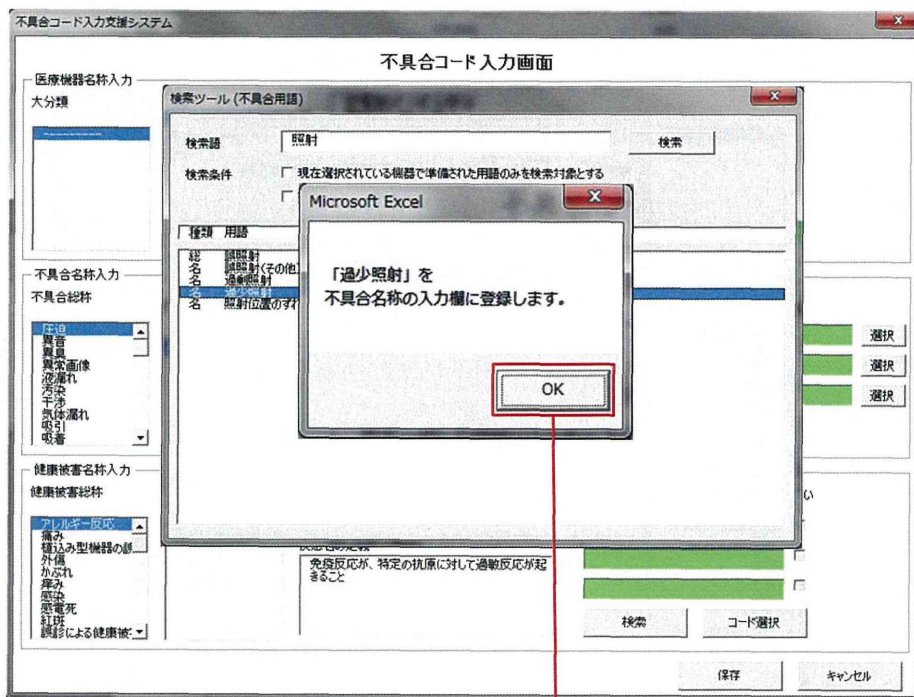 不具合コード入力支援システム
不具合コード入力画面
医療機器名称入力
大分類
検索ツール (不具合用語)
検索語
照射
検索
検索条件
現在選択されている機器で準備された用語のみを検索対象とする
Microsoft Excel
「過少照射」を
不具合名称の入力欄に登録します。
OK
種類 用語
総 誤照射
名 誤照射(その他)
名 過剰照射
名 過少照射
名 照射位置のずれ
不具合名称入力
不具合総称
圧迫
異音
異臭
異常画像
液漏れ
汚染
干渉
気体漏れ
吸引
吸着
選択
選択
選択
健康被害名称入力
健康被害総称
い
アレルギー反応
痛み
植込み型機器の誤
外傷
かぶれ
痒み
感染
感電死
紅斑
誤診による健康被
免疫反応が、特定の抗原に対して過敏反応が起
きること
検索
コード選択
保存
キャンセル